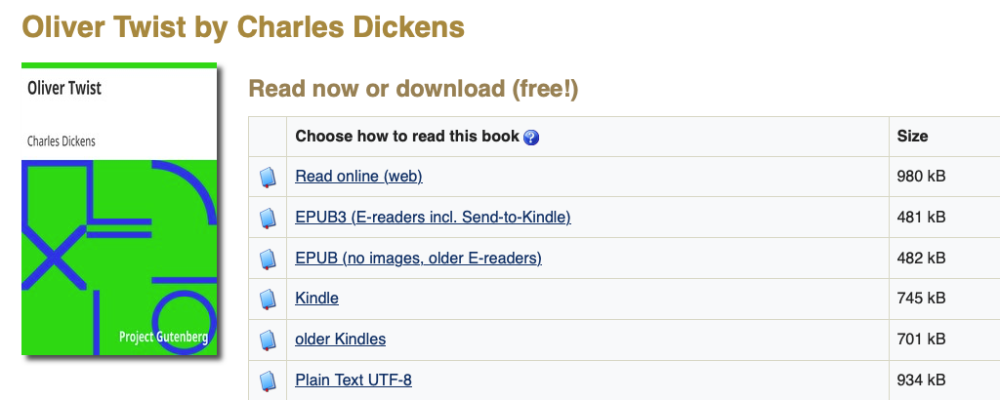 Oliver Twist by Charles Dickens
Oliver Twist
Charles Dickens
Project Gutenberg
Read now or download (free!)
Choose how to read this book ? Size
Read online (web) 980 kB
EPUB3 (E-readers incl. Send-to-Kindle) 481 kB
EPUB (no images, older E-readers) 482 kB
Kindle 745 kB
older Kindles 701 kB
Plain Text UTF-8 934 kB